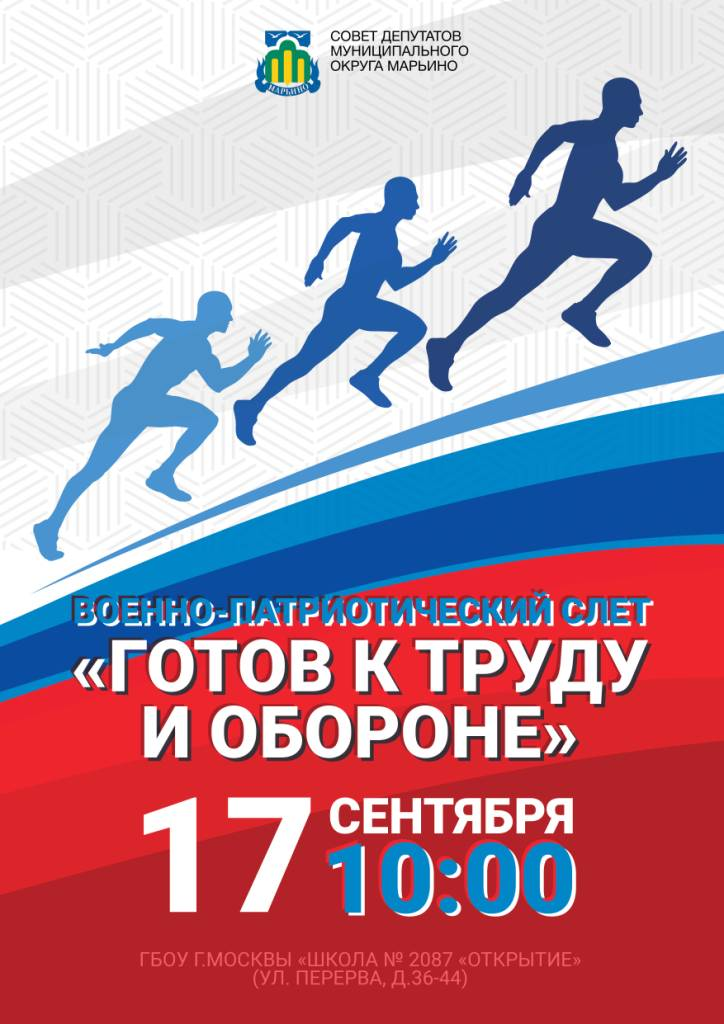 СОВЕТ ДЕПУТАТОВ
МУНИЦИПАЛЬНОГО
ОКРУГА МАРЬИНО
МАРЬИНО
ВОЕННО-ПАТРИОТИЧЕСКИЙ СЛЕТ
«ГОТОВ К ТРУДУ
И ОБОРОНЕ»
17 СЕНТЯБРЯ
10:00
ГБОУ Г.МОСКВЫ «ШКОЛА № 2087 «ОТКРЫТИЕ»
(УЛ. ПЕРЕРВА, Д.36-44)